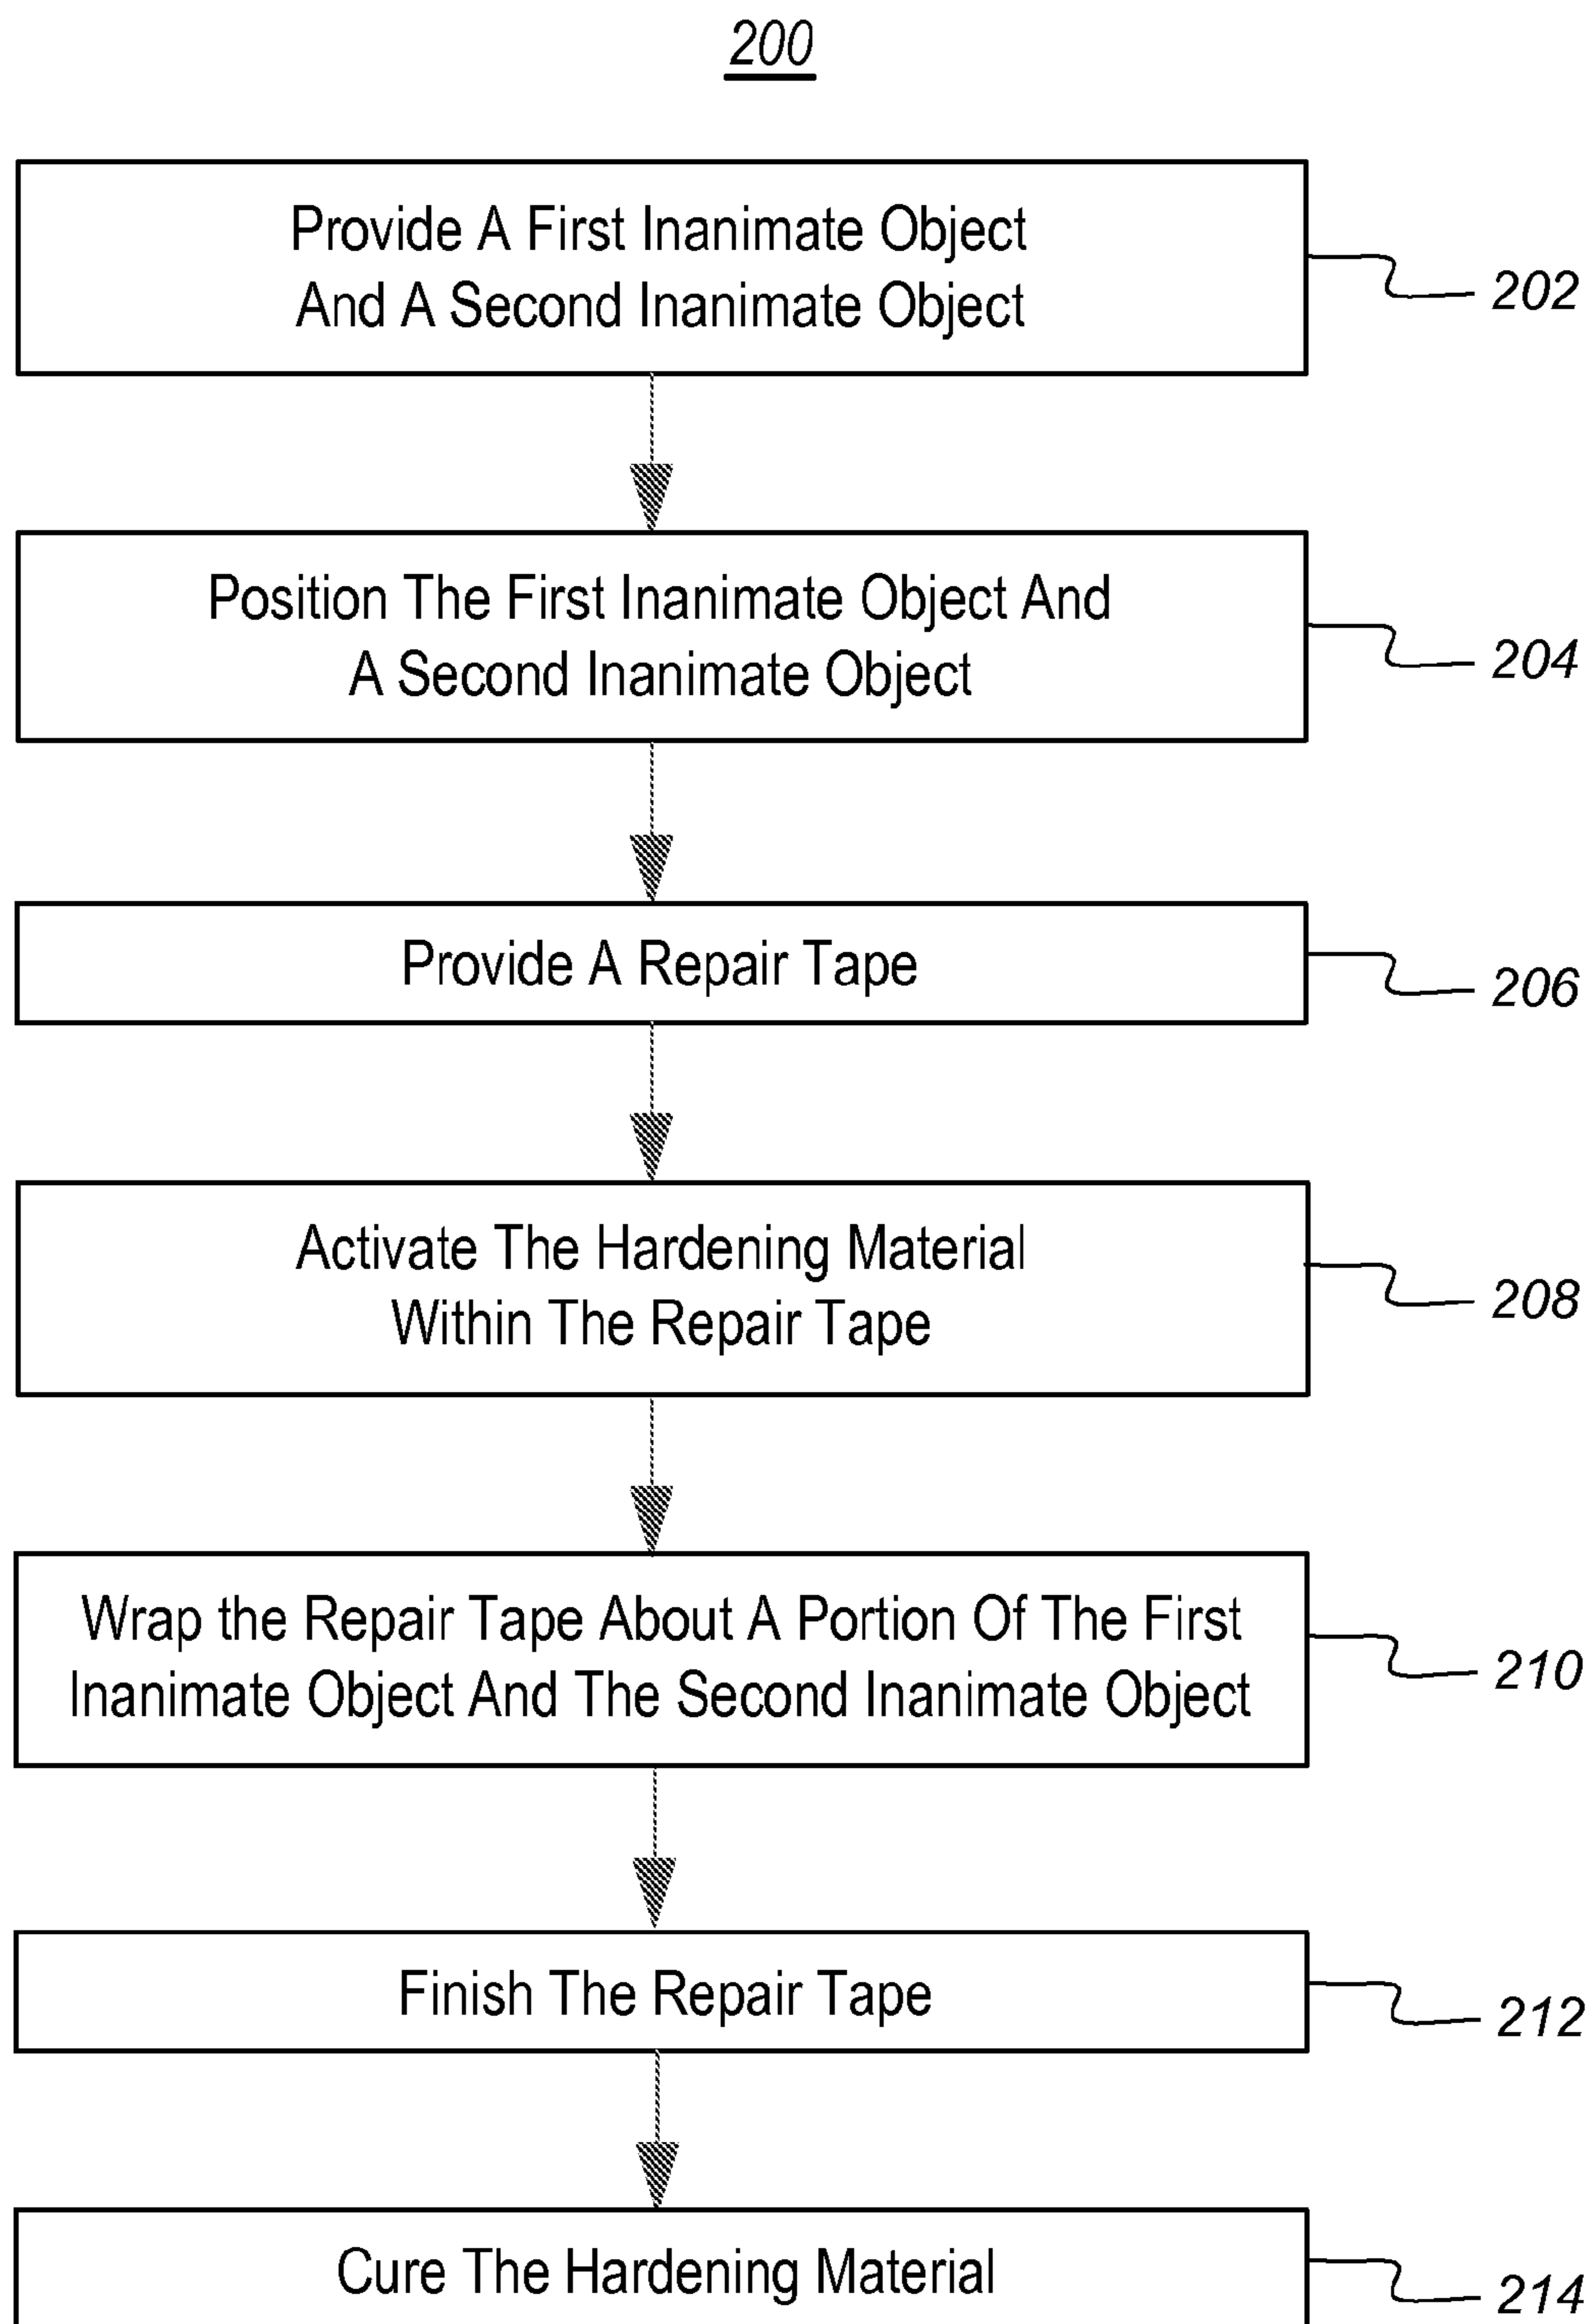 200
Provide A First Inanimate Object
And A Second Inanimate Object
202
Position The First Inanimate Object And
A Second Inanimate Object
204
Provide A Repair Tape
206
Activate The Hardening Material
Within The Repair Tape
208
Wrap the Repair Tape About A Portion Of The First
Inanimate Object And The Second Inanimate Object
210
Finish The Repair Tape
212
Cure The Hardening Material
214